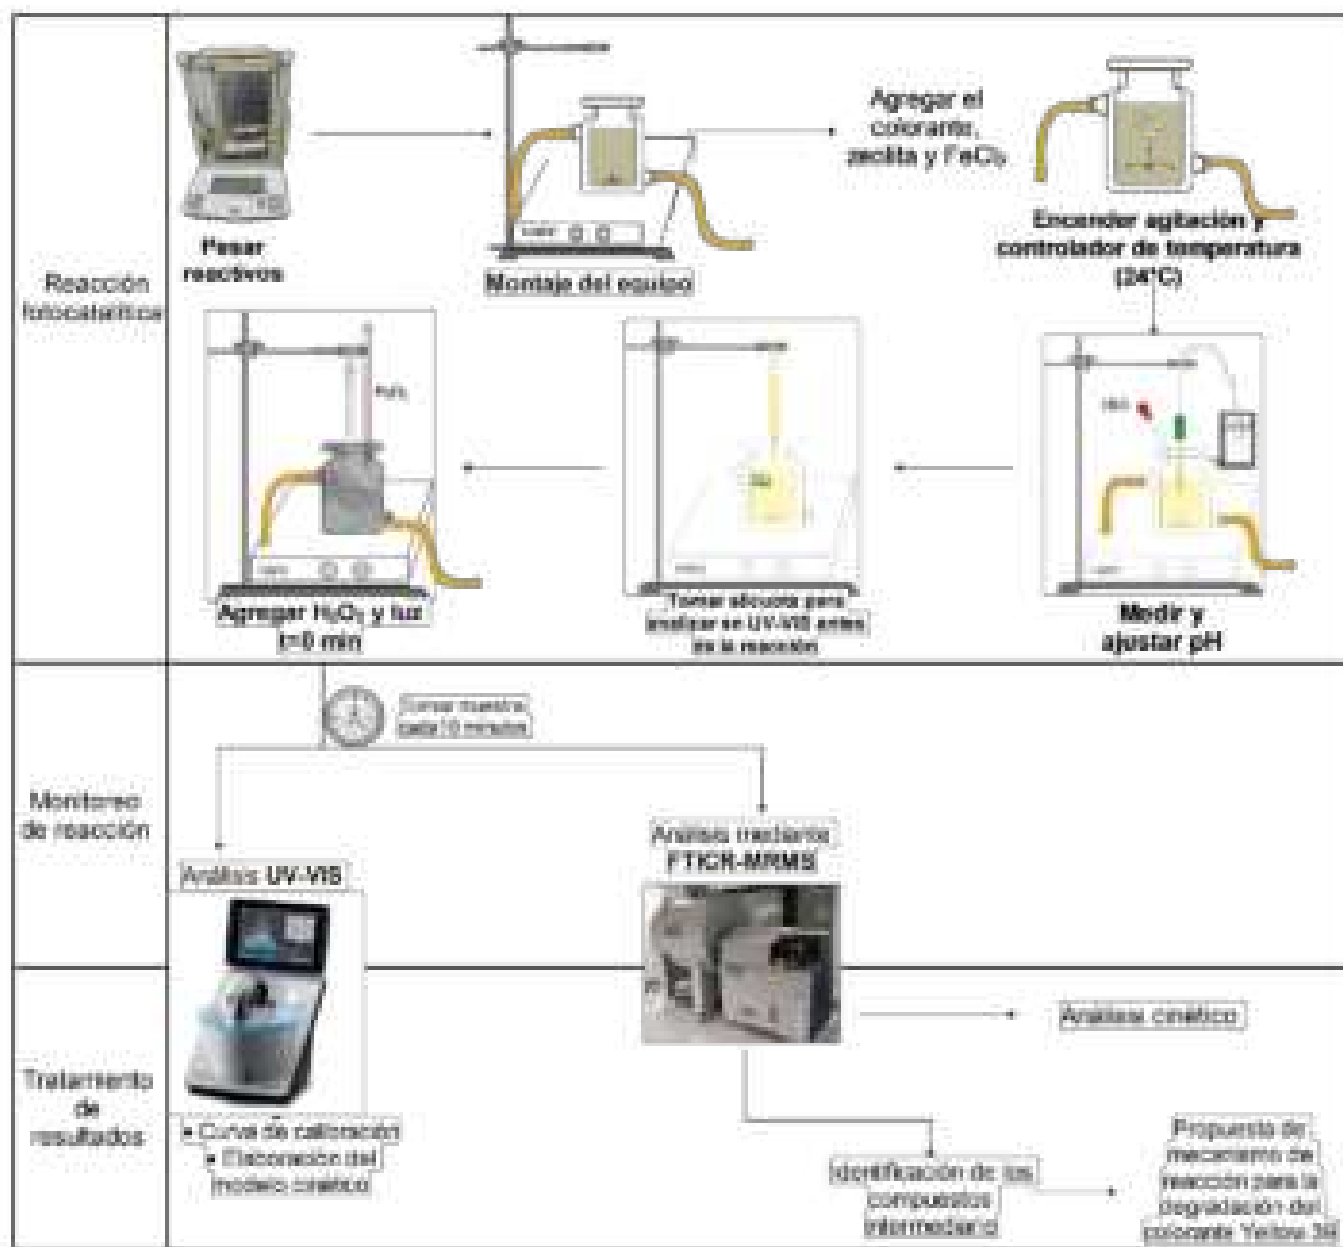 Reacción
fotocatalítica
Pesar
reactivos
Montaje del equipo
Agregar el
colorante,
zeolita y FeCl₃
Encender agitación y
controlador de temperatura
(24°C)
Medir y
ajustar pH
Tomar alícuota para
analizar en UV-VIS antes
de la reacción
H₂O₂
Agregar H₂O₂ y luz
t=0 min
Monitoreo
de reacción
Tomar muestra
cada 10 minutos
Análisis UV-VIS
Análisis mediante
FTICR-MRMS
Tratamiento
de
resultados
• Curva de calibración
• Elaboración del
modelo cinético
Análisis cinético
Identificación de los
compuestos
intermediario
Propuesta de
mecanismo de
reacción para la
degradación del
colorante Yellow